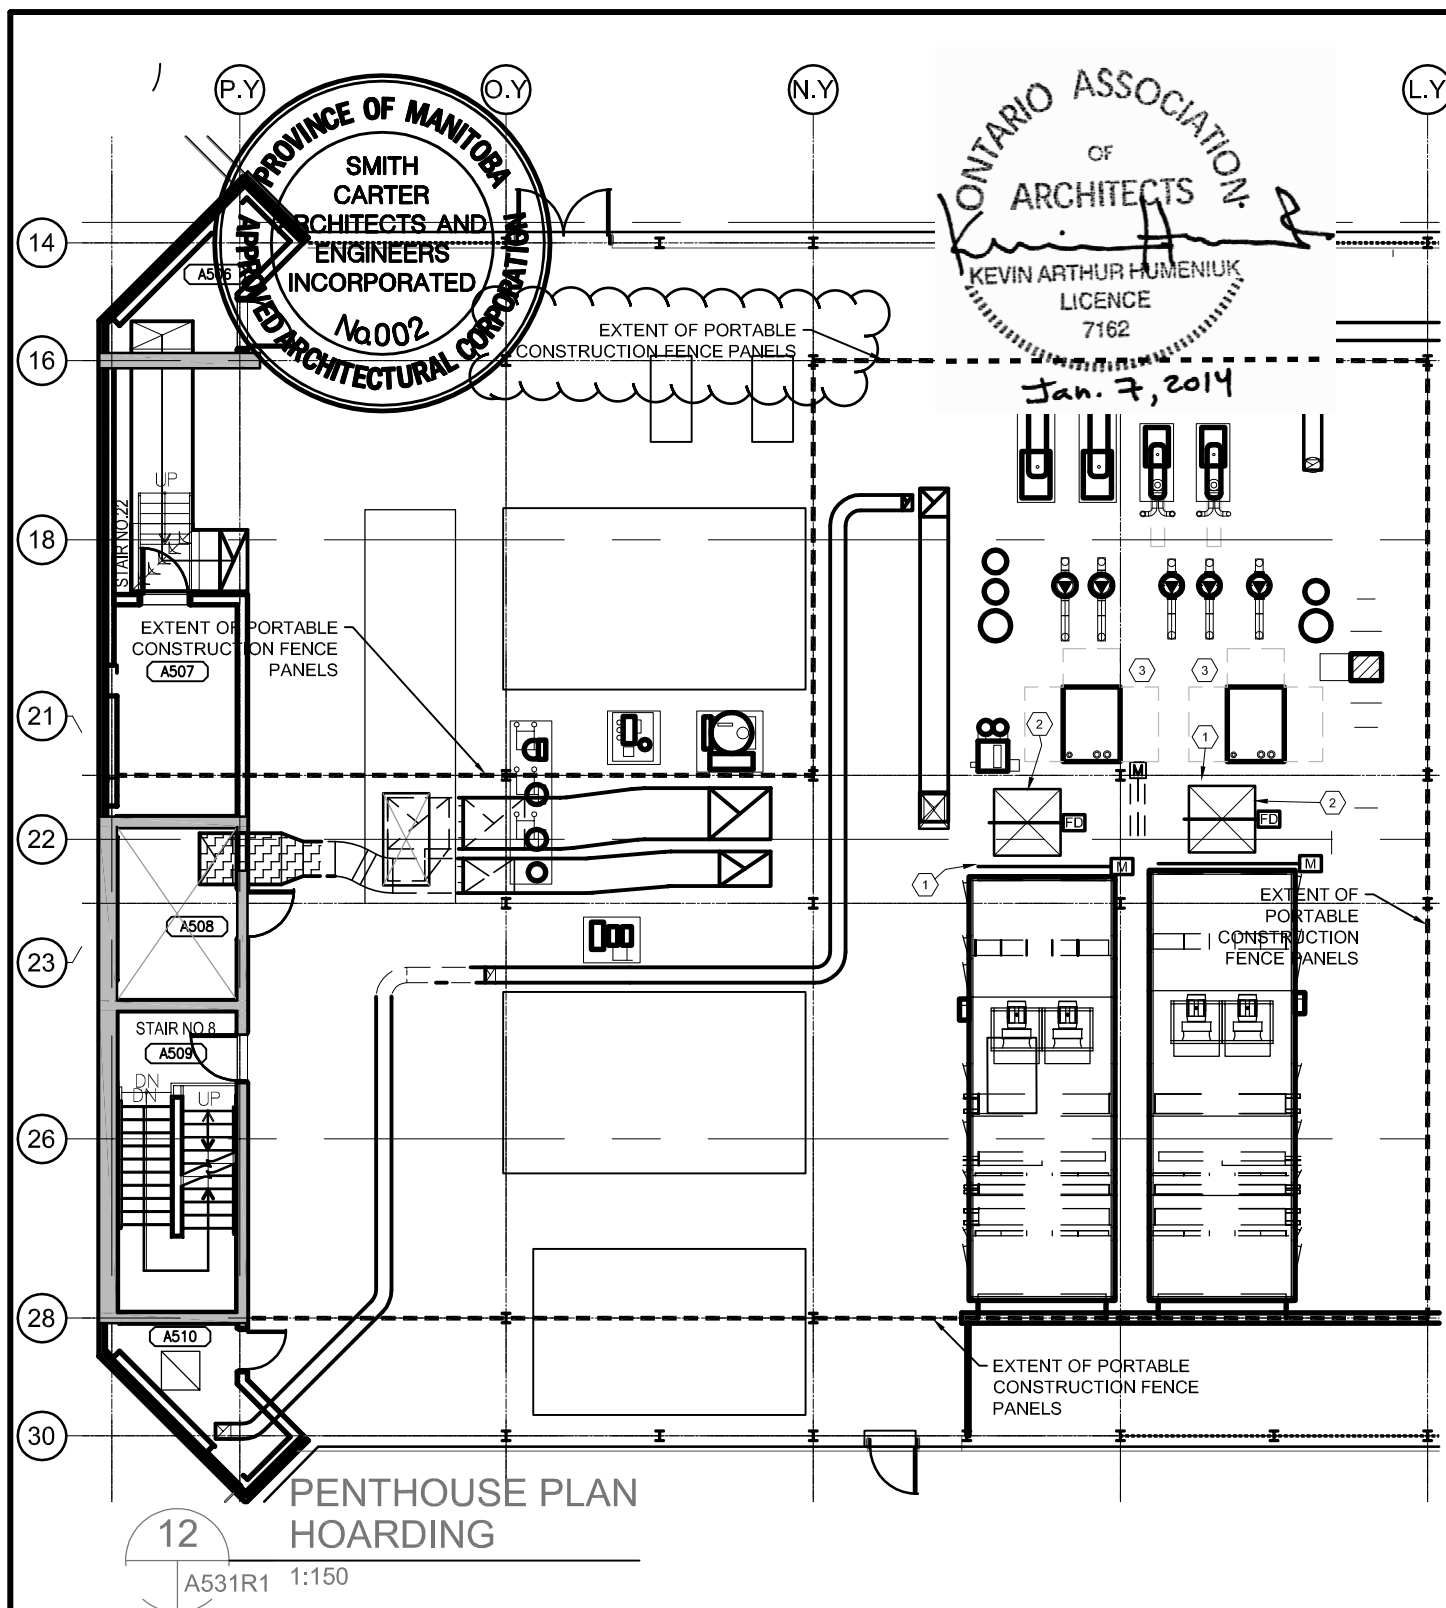 P.Y
O.Y
N.Y
L.Y
PROVINCE OF MANITOBA
SMITH
CARTER
RCHITECTS AND
ENGINEERS
INCORPORATED
No.002
APPROVED ARCHITECTURAL CORPORATION
ONTARIO ASSOCIATION
OF
ARCHITECTS
KEVIN ARTHUR HUMENIUK
LICENCE
7162
Jan. 7, 2014
14
A506
EXTENT OF PORTABLE
CONSTRUCTION FENCE PANELS
16
UP
STAIR NO.22
18
EXTENT OF PORTABLE
CONSTRUCTION FENCE
PANELS
A507
3
3
21
2
1
M
2
22
FD
FD
M
M
1
A508
EXTENT OF
PORTABLE
CONSTRUCTION
FENCE PANELS
23
STAIR NO.8
A509
DN
DN
UP
26
28
A510
EXTENT OF PORTABLE
CONSTRUCTION FENCE
PANELS
30
PENTHOUSE PLAN
HOARDING
12
A531R1
1:150